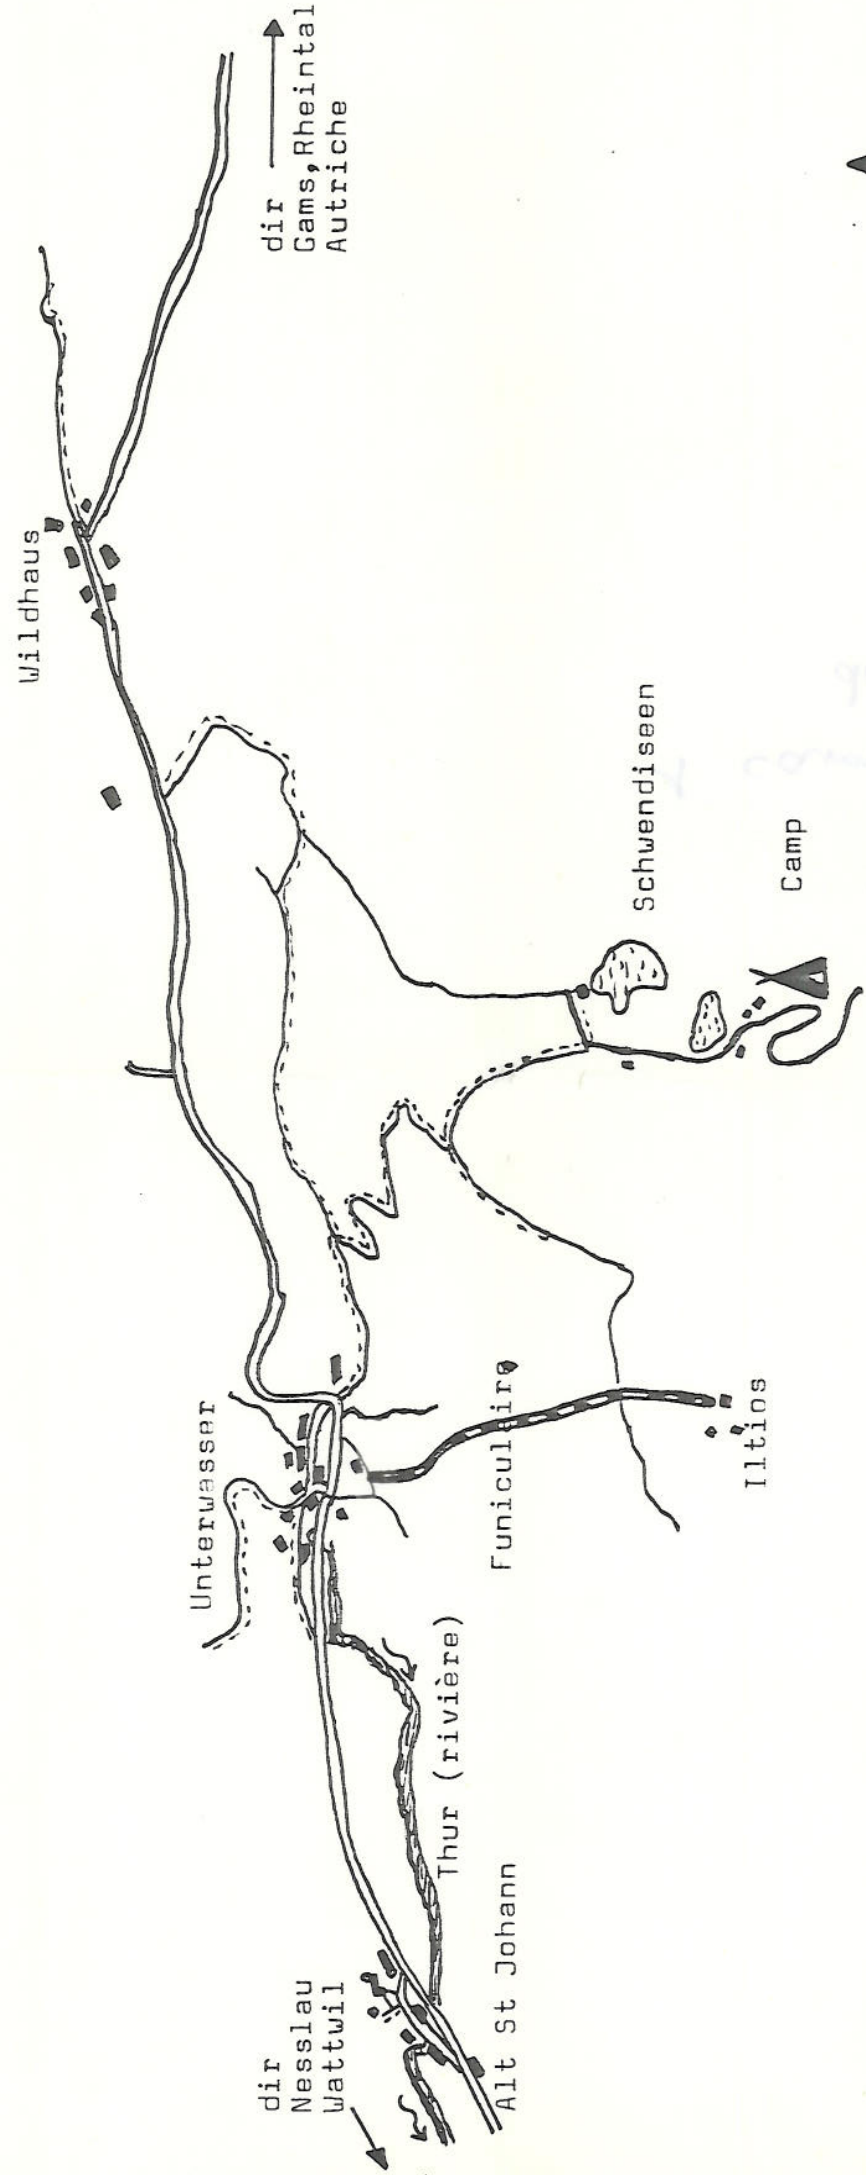 Wildhaus
dir
Gams,Rheintal
Autriche
Unterwasser
Schwendiseen
Camp
Funiculaire
Iltios
dir
Nesslau
Wattwil
Thur (rivière)
Alt St Johann